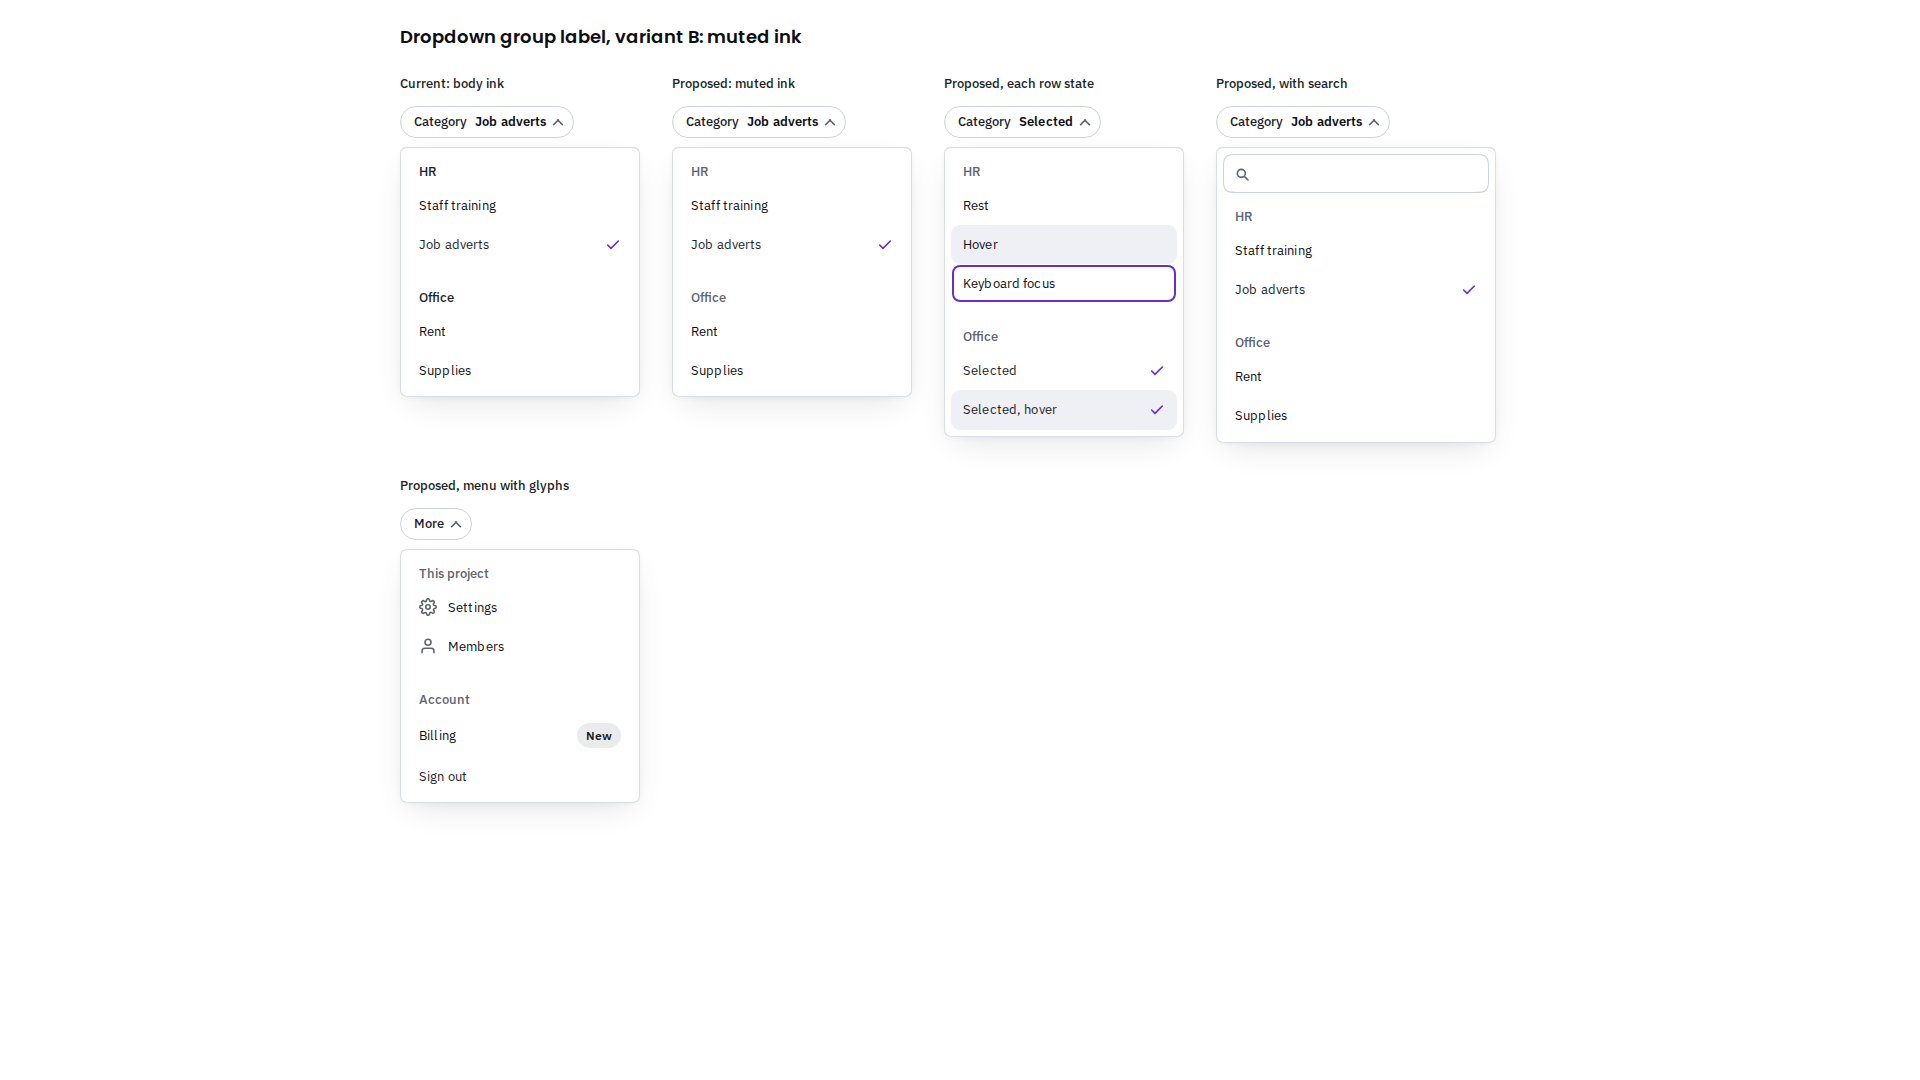 Dropdown group label, variant B: muted ink
Current: body ink
Category Job adverts
HR
Staff training
Job adverts
Office
Rent
Supplies
Proposed: muted ink
Category Job adverts
HR
Staff training
Job adverts
Office
Rent
Supplies
Proposed, each row state
Category Selected
HR
Rest
Hover
Keyboard focus
Office
Selected
Selected, hover
Proposed, with search
Category Job adverts
HR
Staff training
Job adverts
Office
Rent
Supplies
Proposed, menu with glyphs
More
This project
Settings
Members
Account
Billing New
Sign out